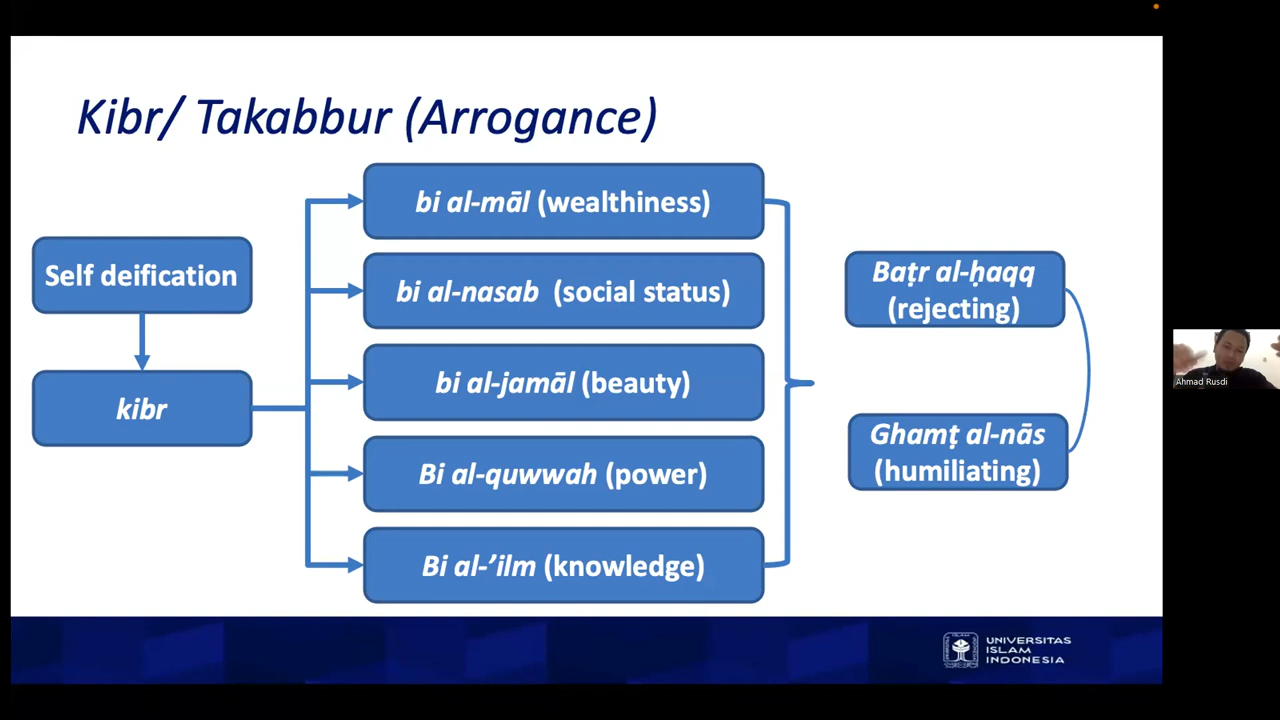 Kibr/ Takabbur (Arrogance)
Self deification
kibr
bi al-māl (wealthiness)
bi al-nasab (social status)
bi al-jamāl (beauty)
Bi al-quwwah (power)
Bi al-’ilm (knowledge)
Baṭr al-ḥaqq
(rejecting)
Ghamṭ al-nās
(humiliating)
Ahmad Rusdi
UNIVERSITAS
ISLAM
INDONESIA